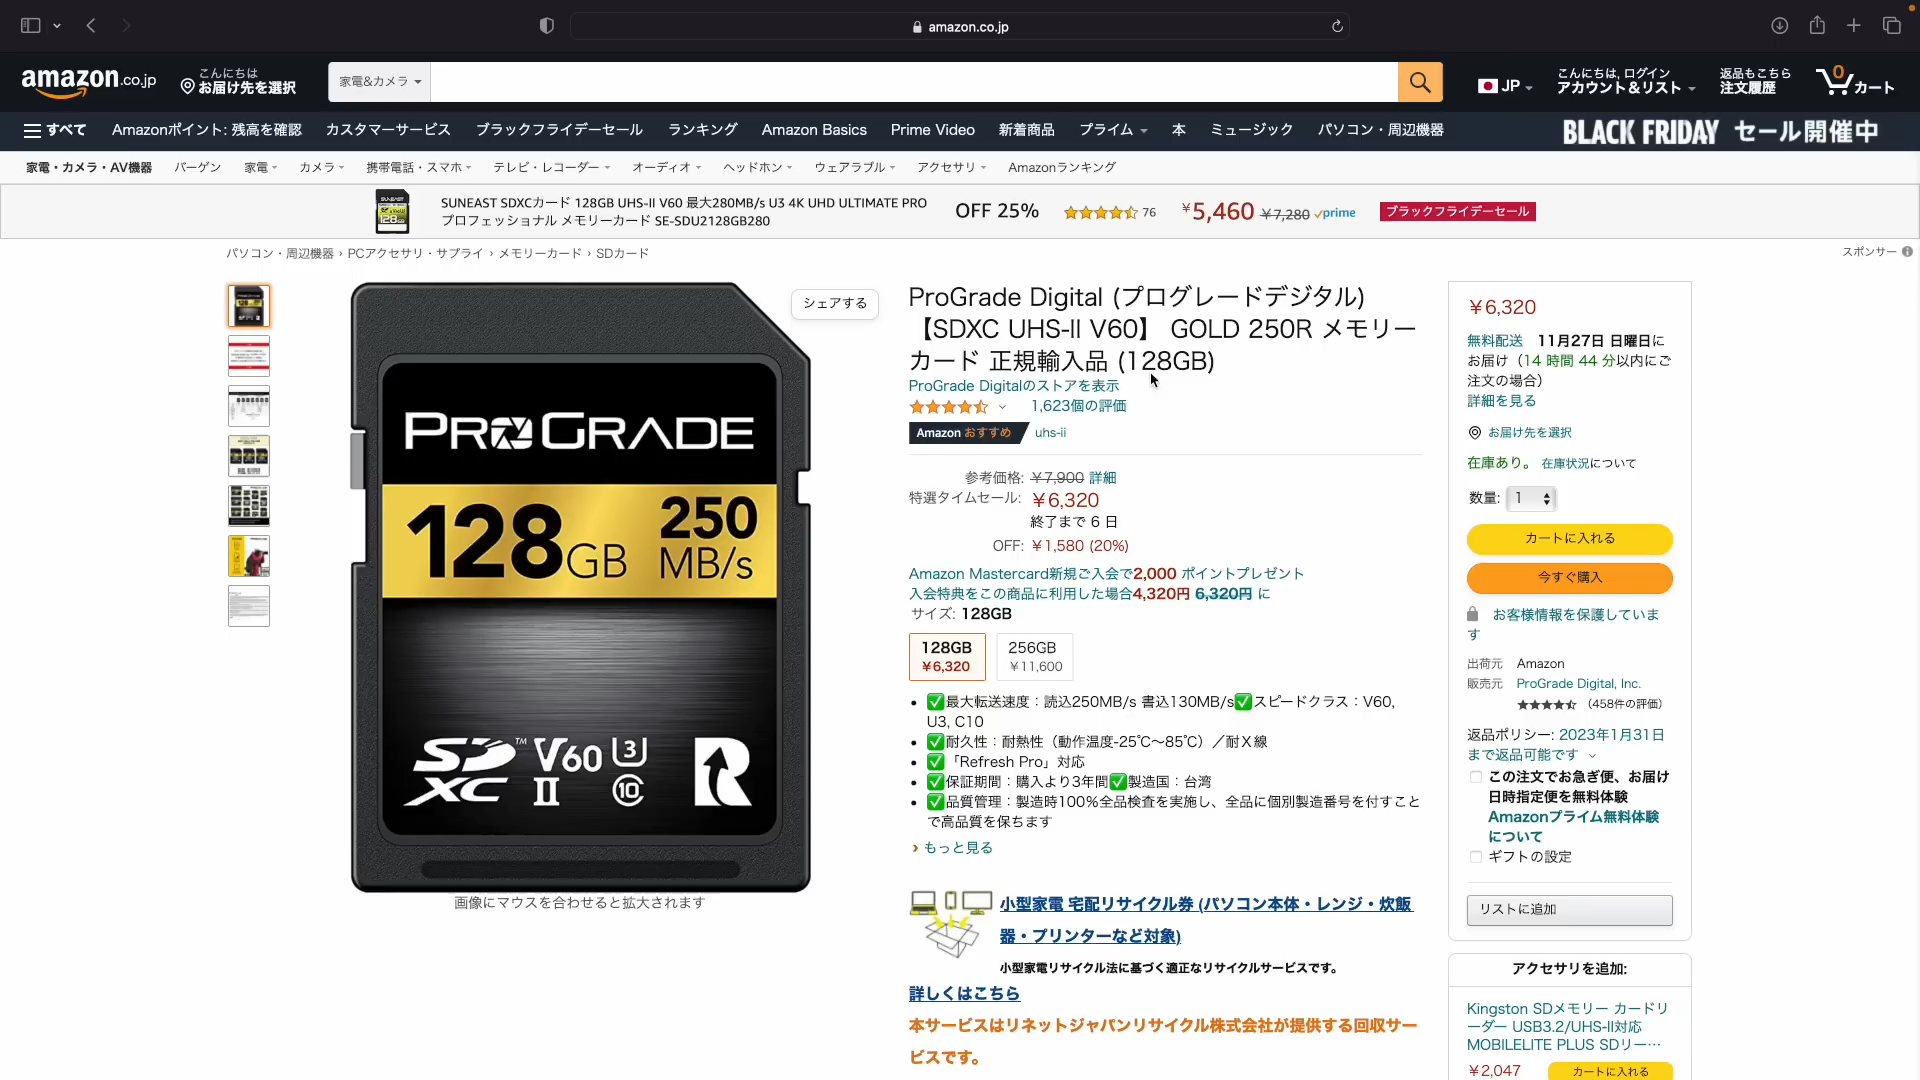 amazon.co.jp
amazon.co.jp
こんにちは
お届け先を選択
家電&カメラ
JP
こんにちは, ログイン
アカウント&リスト
返品もこちら
注文履歴
0
カート
すべて
Amazonポイント: 残高を確認
カスタマーサービス
ブラックフライデーセール
ランキング
Amazon Basics
Prime Video
新着商品
プライム
本
ミュージック
パソコン・周辺機器
BLACK FRIDAY セール開催中
家電・カメラ・AV機器
バーゲン
家電
カメラ
携帯電話・スマホ
テレビ・レコーダー
オーディオ
ヘッドホン
ウェアラブル
アクセサリ
Amazonランキング
SUNEAST SDXCカード 128GB UHS-II V60 最大280MB/s U3 4K UHD ULTIMATE PRO
プロフェッショナル メモリーカード SE-SDU2128GB280
OFF 25%
76
¥5,460 ¥7,280 prime
ブラックフライデーセール
パソコン・周辺機器 › PCアクセサリ・サプライ › メモリーカード › SDカード
スポンサー
シェアする
PROGRADE
128GB
250
MB/s
SD XC
™
V60
II
U3
C10
R
画像にマウスを合わせると拡大されます
ProGrade Digital (プログレードデジタル)
【SDXC UHS-II V60】 GOLD 250R メモリー
カード 正規輸入品 (128GB)
ProGrade Digitalのストアを表示
1,623個の評価
Amazon おすすめ
uhs-ii
参考価格: ¥7,900 詳細
特選タイムセール: ¥6,320
終了まで 6 日
OFF: ¥1,580 (20%)
Amazon Mastercard新規ご入会で2,000 ポイントプレゼント
入会特典をこの商品に利用した場合4,320円 6,320円 に
サイズ: 128GB
128GB
¥6,320
256GB
¥11,600
• ✅最大転送速度：読込250MB/s 書込130MB/s✅スピードクラス：V60,
U3, C10
• ✅耐久性：耐熱性（動作温度-25℃〜85℃）／耐X線
• ✅「Refresh Pro」対応
• ✅保証期間：購入より3年間✅製造国：台湾
• ✅品質管理：製造時100%全品検査を実施し、全品に個別製造番号を付すこと
で高品質を保ちます
› もっと見る
小型家電 宅配リサイクル券 (パソコン本体・レンジ・炊飯
器・プリンターなど対象)
小型家電リサイクル法に基づく適正なリサイクルサービスです。
詳しくはこちら
本サービスはリネットジャパンリサイクル株式会社が提供する回収サー
ビスです。
¥6,320
無料配送 11月27日 日曜日に
お届け（14 時間 44 分以内にご
注文の場合）
詳細を見る
お届け先を選択
在庫あり。 在庫状況について
数量: 1
カートに入れる
今すぐ購入
お客様情報を保護していま
す
出荷元 Amazon
販売元 ProGrade Digital, Inc.
（458件の評価）
返品ポリシー: 2023年1月31日
まで返品可能です
この注文でお急ぎ便、お届け
日時指定便を無料体験
Amazonプライム無料体験
について
ギフトの設定
リストに追加
アクセサリを追加:
Kingston SDメモリー カードリ
ーダー USB3.2/UHS-II対応
MOBILELITE PLUS SDリー…
¥2,047
カートに入れる